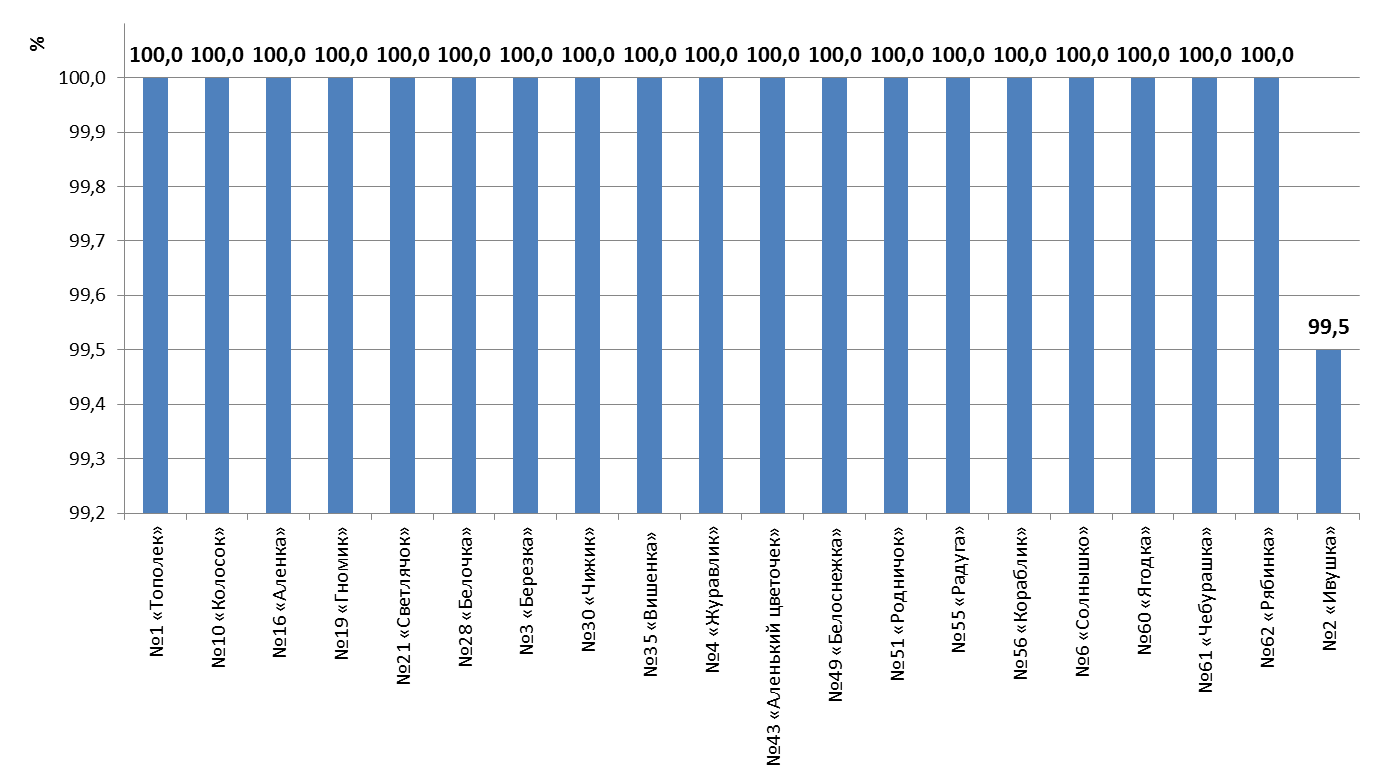 %
100,0 100,0 100,0 100,0 100,0 100,0 100,0 100,0 100,0 100,0 100,0 100,0 100,0 100,0 100,0 100,0 100,0 100,0 100,0
100,0
99,9
99,8
99,7
99,6
99,5
99,4
99,3
99,2
99,5
№1 «Тополек»
№10 «Колосок»
№16 «Аленка»
№19 «Гномик»
№21 «Светлячок»
№28 «Белочка»
№3 «Березка»
№30 «Чижик»
№35 «Вишенка»
№4 «Журавлик»
№43 «Аленький цветочек»
№49 «Белоснежка»
№51 «Родничок»
№55 «Радуга»
№56 «Кораблик»
№6 «Солнышко»
№60 «Ягодка»
№61 «Чебурашка»
№62 «Рябинка»
№2 «Ивушка»